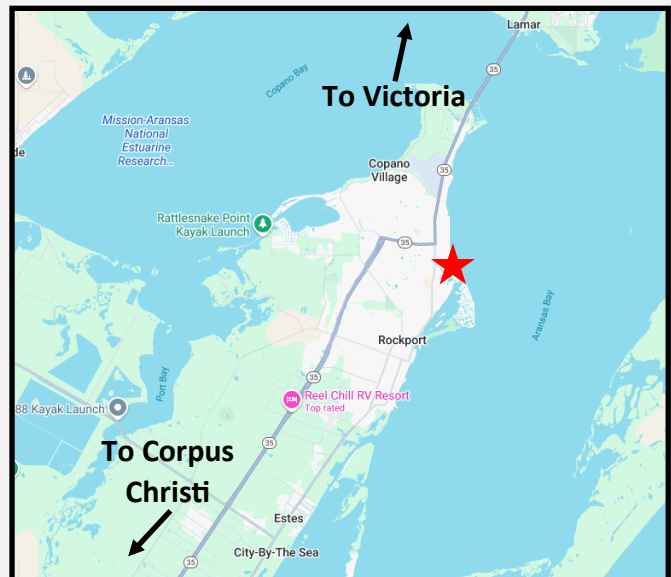 Lamar
35
Copano Bay
To Victoria
Mission-Aransas
National
Estuarine
Research...
de
Copano
Village
35
Rattlesnake Point
Kayak Launch
35
Aransas Bay
Rockport
Port Bay
35
Reel Chill RV Resort
Top rated
88 Kayak Launch
35
To Corpus
Christi
Estes
City-By-The Sea
35